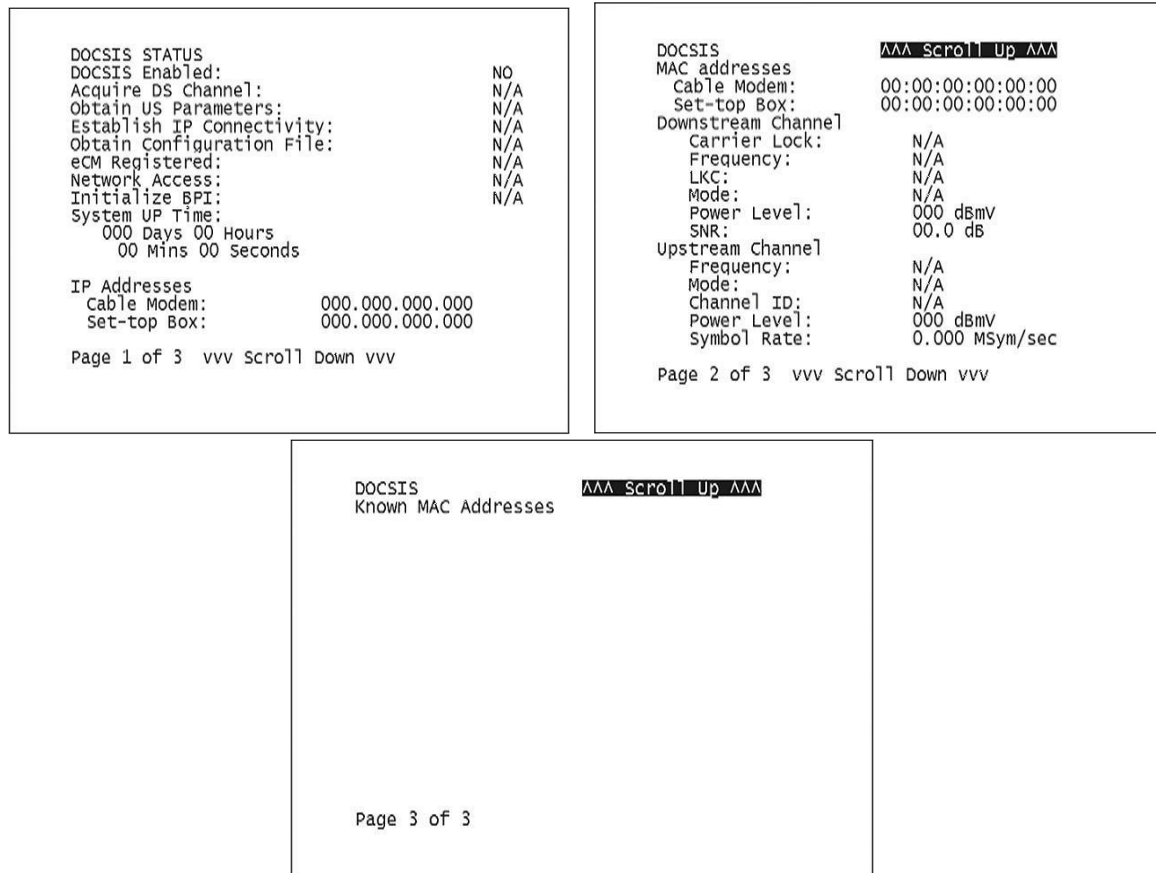 DOCSIS STATUS
DOCSIS Enabled: NO
Acquire DS Channel: N/A
Obtain US Parameters: N/A
Establish IP Connectivity: N/A
Obtain Configuration File: N/A
eCM Registered: N/A
Network Access: N/A
Initialize BPI: N/A
System UP Time:
000 Days 00 Hours
00 Mins 00 Seconds
IP Addresses
Cable Modem: 000.000.000.000
Set-top Box: 000.000.000.000
Page 1 of 3 vvv Scroll Down vvv
DOCSIS ^^^ Scroll Up ^^^
MAC addresses
Cable Modem: 00:00:00:00:00:00
Set-top Box: 00:00:00:00:00:00
Downstream Channel
Carrier Lock: N/A
Frequency: N/A
LKC: N/A
Mode: N/A
Power Level: 000 dBmV
SNR: 00.0 dB
Upstream Channel
Frequency: N/A
Mode: N/A
Channel ID: N/A
Power Level: 000 dBmV
Symbol Rate: 0.000 MSym/sec
Page 2 of 3 vvv Scroll Down vvv
DOCSIS ^^^ Scroll Up ^^^
Known MAC Addresses
Page 3 of 3